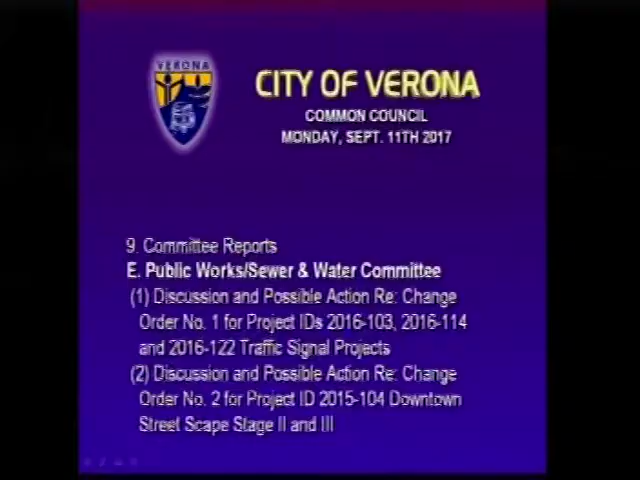 VERONA
CITY OF VERONA
COMMON COUNCIL
MONDAY, SEPT. 11TH 2017
9. Committee Reports
E. Public Works/Sewer & Water Committee
(1) Discussion and Possible Action Re: Change
Order No. 1 for Project IDs 2016-103, 2016-114
and 2016-122 Traffic Signal Projects
(2) Discussion and Possible Action Re: Change
Order No. 2 for Project ID 2015-104 Downtown
Street Scape Stage II and III